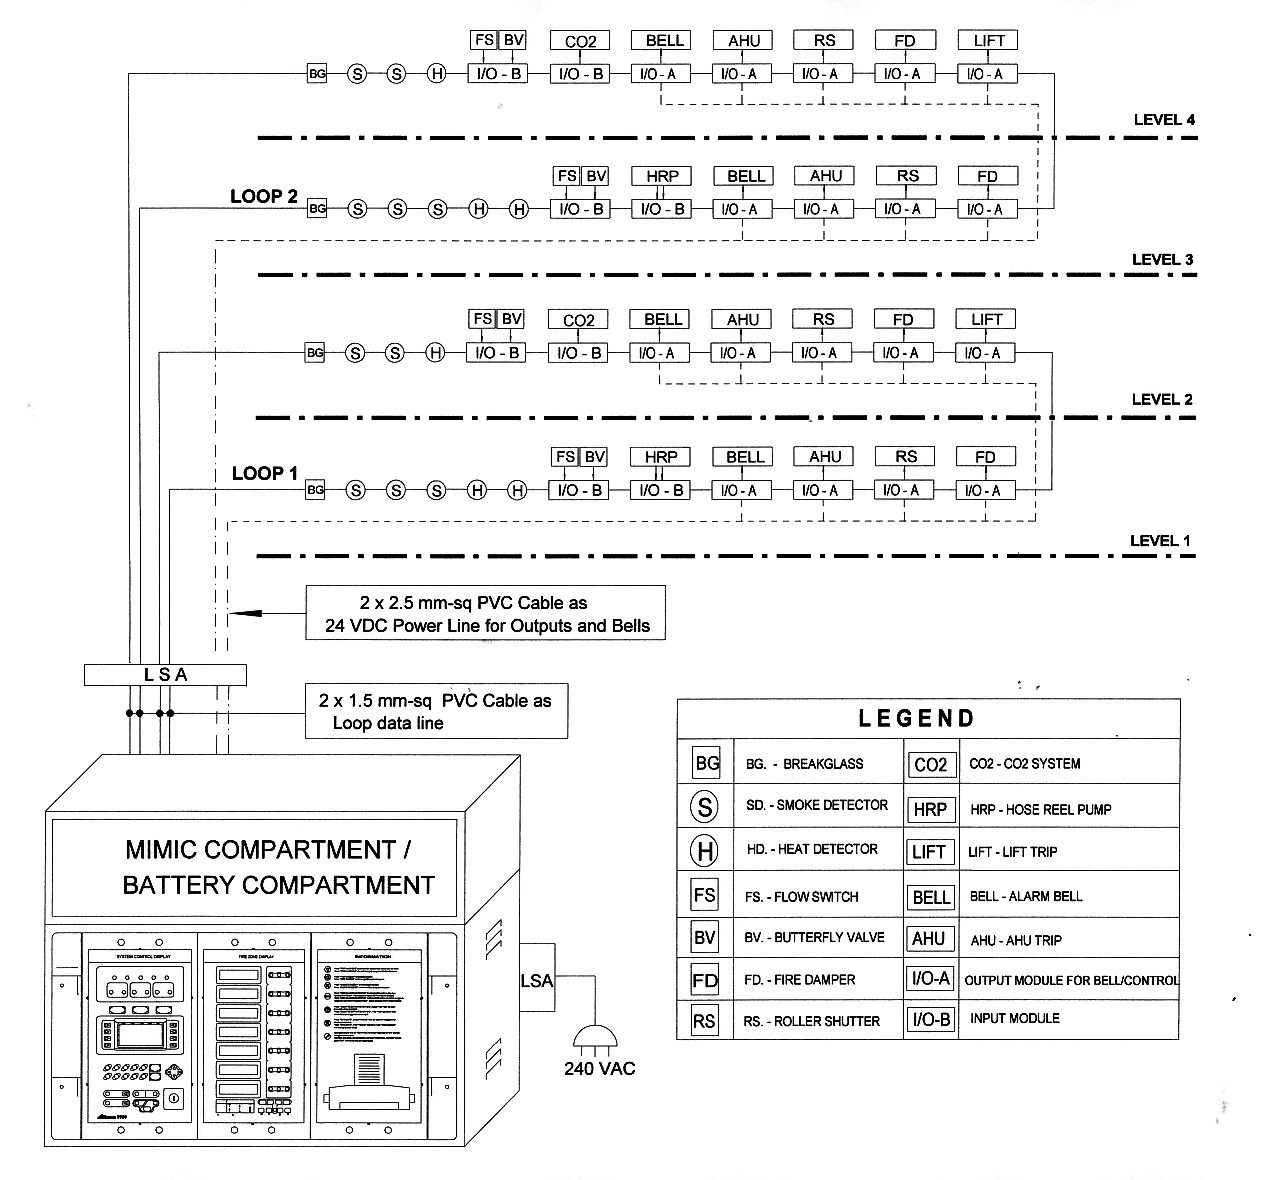 FS BV CO2 BELL AHU RS FD LIFT
BG S S H I/O - B I/O - B I/O - A I/O - A I/O - A I/O - A I/O - A
LEVEL 4
FS BV HRP BELL AHU RS FD
LOOP 2
BG S S S H H I/O - B I/O - B I/O - A I/O - A I/O - A I/O - A
LEVEL 3
FS BV CO2 BELL AHU RS FD LIFT
BG S S H I/O - B I/O - B I/O - A I/O - A I/O - A I/O - A I/O - A
LEVEL 2
FS BV HRP BELL AHU RS FD
LOOP 1
BG S S S H H I/O - B I/O - B I/O - A I/O - A I/O - A I/O - A
LEVEL 1
2 x 2.5 mm-sq PVC Cable as
24 VDC Power Line for Outputs and Bells
LSA
2 x 1.5 mm-sq PVC Cable as
Loop data line
MIMIC COMPARTMENT /
BATTERY COMPARTMENT
SYSTEM CONTROL DISPLAY
FIRE ZONE DISPLAY
INFORMATION
LSA
240 VAC
LEGEND
BG BG. - BREAKGLASS CO2 CO2 - CO2 SYSTEM
S SD. - SMOKE DETECTOR HRP HRP - HOSE REEL PUMP
H HD. - HEAT DETECTOR LIFT LIFT - LIFT TRIP
FS FS. - FLOW SWITCH BELL BELL - ALARM BELL
BV BV. - BUTTERFLY VALVE AHU AHU - AHU TRIP
FD FD. - FIRE DAMPER I/O-A OUTPUT MODULE FOR BELL/CONTROL
RS RS. - ROLLER SHUTTER I/O-B INPUT MODULE